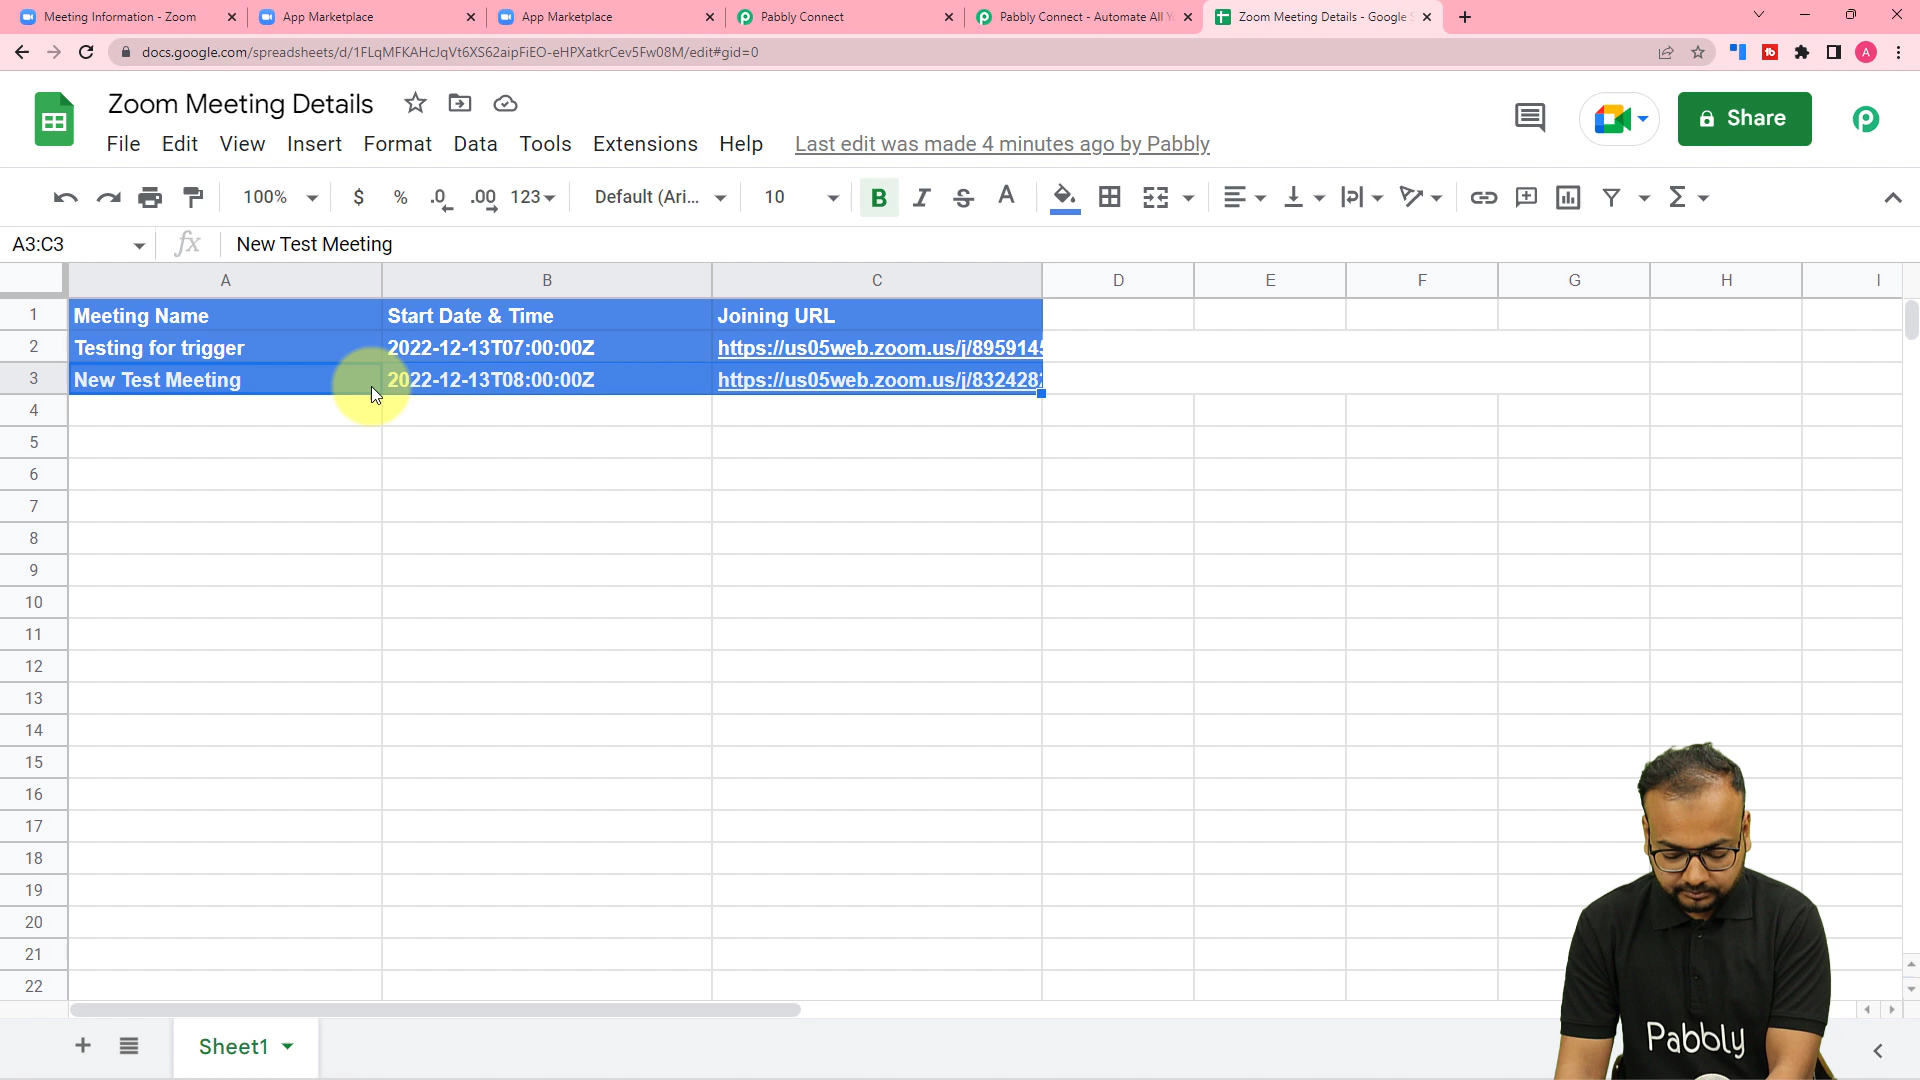 Meeting Information - Zoom
App Marketplace
App Marketplace
Pabbly Connect
Pabbly Connect - Automate All Y
Zoom Meeting Details - Google S
docs.google.com/spreadsheets/d/1FLqMFKAHcJqVt6XS62aipFiEO-eHPXatkrCev5Fw08M/edit#gid=0
A
Zoom Meeting Details
Share
File Edit View Insert Format Data Tools Extensions Help Last edit was made 4 minutes ago by Pabbly
100% $ % .0 .00 123 Default (Ari... 10 B I S A
A3:C3 fx New Test Meeting
A B C D E F G H I
1 Meeting Name Start Date & Time Joining URL
2 Testing for trigger 2022-12-13T07:00:00Z https://us05web.zoom.us/j/8959145
3 New Test Meeting 2022-12-13T08:00:00Z https://us05web.zoom.us/j/832428
4
5
6
7
8
9
10
11
12
13
14
15
16
17
18
19
20
21
22
Sheet1
Pabbly